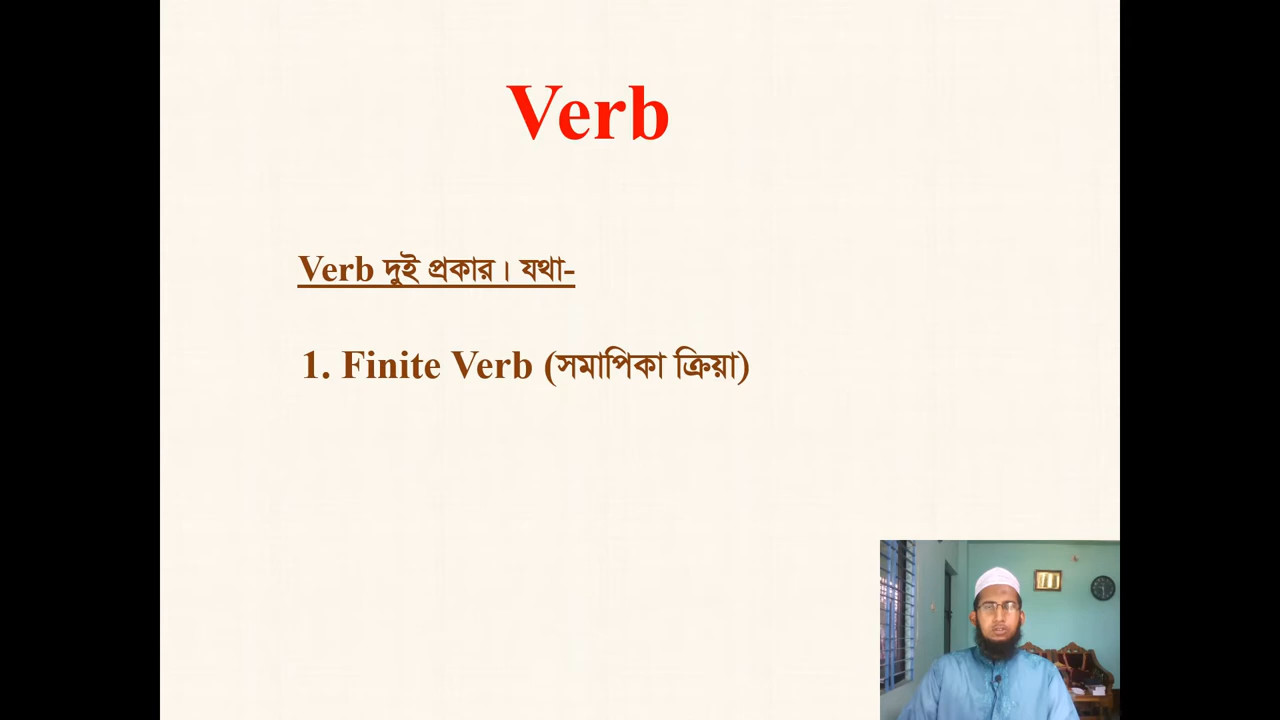 Verb
Verb দুই প্রকার। যথা-
1. Finite Verb (সমাপিকা ক্রিয়া)